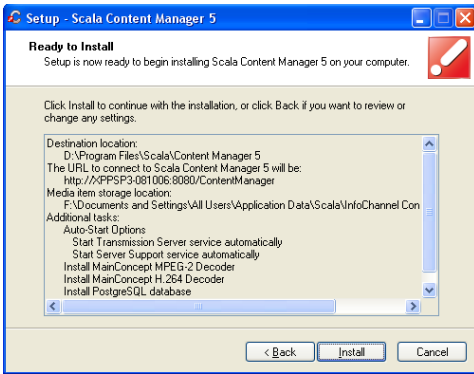 Setup - Scala Content Manager 5
Ready to Install
Setup is now ready to begin installing Scala Content Manager 5 on your computer.
Click Install to continue with the installation, or click Back if you want to review or
change any settings.
Destination location:
D:\Program Files\Scala\Content Manager 5
The URL to connect to Scala Content Manager 5 will be:
http://XPPSP3-081006:8080/ContentManager
Media item storage location:
F:\Documents and Settings\All Users\Application Data\Scala\InfoChannel Con
Additional tasks:
Auto-Start Options
Start Transmission Server service automatically
Start Server Support service automatically
Install MainConcept MPEG-2 Decoder
Install MainConcept H.264 Decoder
Install PostgreSQL database
< Back
Install
Cancel